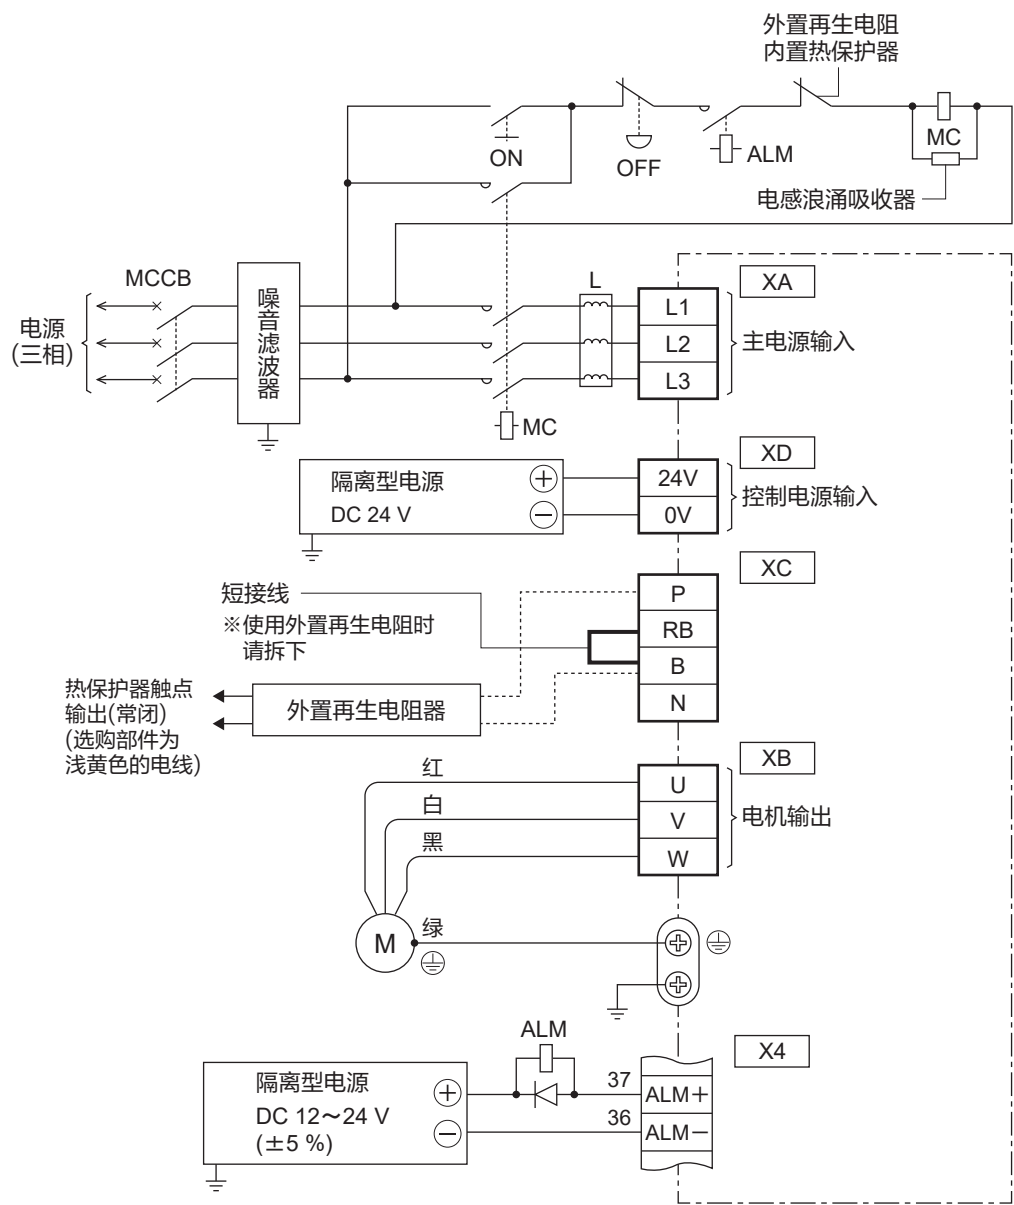 外置再生电阻
内置热保护器
ON
OFF
ALM
MC
电感浪涌吸收器
MCCB
电源
(三相)
噪音滤波器
L
MC
XA
L1
L2
L3
主电源输入
隔离型电源
DC 24 V
XD
24V
0V
控制电源输入
短接线
※使用外置再生电阻时
请拆下
XC
P
RB
B
N
热保护器触点
输出(常闭)
(选购部件为
浅黄色的电线)
外置再生电阻器
红
白
黑
XB
U
V
W
电机输出
M
绿
ALM
隔离型电源
DC 12～24 V
(±5 %)
37
36
X4
ALM＋
ALM－